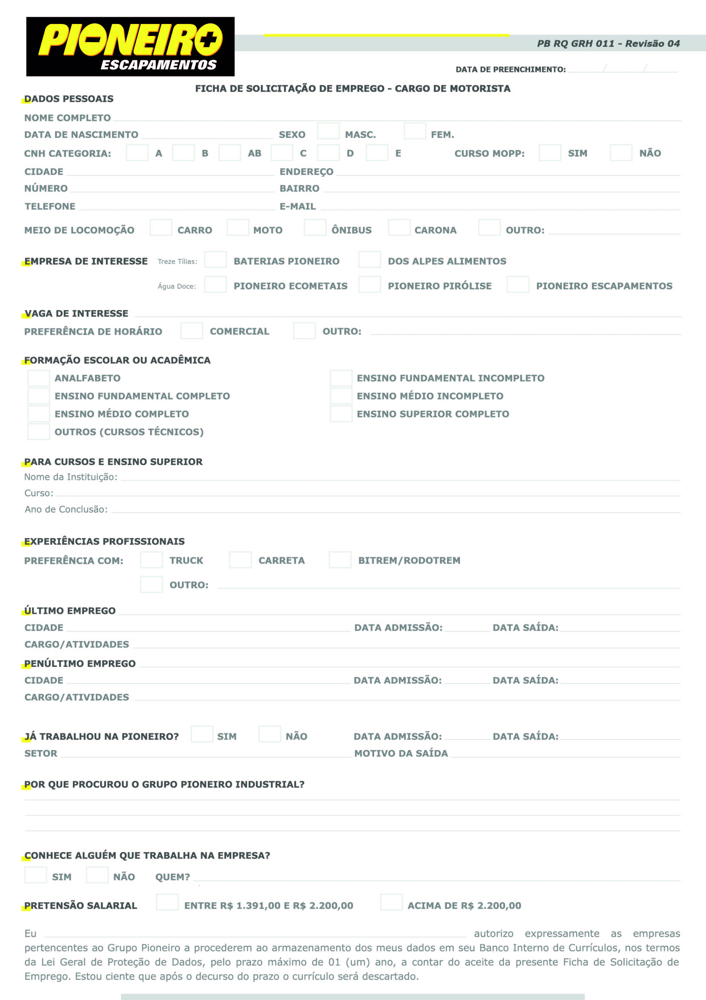 PIONEIRO
ESCAPAMENTOS
PB RQ GRH 011 - Revisão 04
DATA DE PREENCHIMENTO: / /
FICHA DE SOLICITAÇÃO DE EMPREGO - CARGO DE MOTORISTA
DADOS PESSOAIS
NOME COMPLETO
DATA DE NASCIMENTO SEXO MASC. FEM.
CNH CATEGORIA: A B AB C D E CURSO MOPP: SIM NÃO
CIDADE ENDEREÇO
NÚMERO BAIRRO
TELEFONE E-MAIL
MEIO DE LOCOMOÇÃO CARRO MOTO ÔNIBUS CARONA OUTRO:
EMPRESA DE INTERESSE Treze Tílias: BATERIAS PIONEIRO DOS ALPES ALIMENTOS
Água Doce: PIONEIRO ECOMETAIS PIONEIRO PIRÓLISE PIONEIRO ESCAPAMENTOS
VAGA DE INTERESSE
PREFERÊNCIA DE HORÁRIO COMERCIAL OUTRO:
FORMAÇÃO ESCOLAR OU ACADÊMICA
ANALFABETO ENSINO FUNDAMENTAL INCOMPLETO
ENSINO FUNDAMENTAL COMPLETO ENSINO MÉDIO INCOMPLETO
ENSINO MÉDIO COMPLETO ENSINO SUPERIOR COMPLETO
OUTROS (CURSOS TÉCNICOS)
PARA CURSOS E ENSINO SUPERIOR
Nome da Instituição:
Curso:
Ano de Conclusão:
EXPERIÊNCIAS PROFISSIONAIS
PREFERÊNCIA COM: TRUCK CARRETA BITREM/RODOTREM
OUTRO:
ÚLTIMO EMPREGO
CIDADE DATA ADMISSÃO: DATA SAÍDA:
CARGO/ATIVIDADES
PENÚLTIMO EMPREGO
CIDADE DATA ADMISSÃO: DATA SAÍDA:
CARGO/ATIVIDADES
JÁ TRABALHOU NA PIONEIRO? SIM NÃO DATA ADMISSÃO: DATA SAÍDA:
SETOR MOTIVO DA SAÍDA
POR QUE PROCUROU O GRUPO PIONEIRO INDUSTRIAL?
CONHECE ALGUÉM QUE TRABALHA NA EMPRESA?
SIM NÃO QUEM?
PRETENSÃO SALARIAL ENTRE R$ 1.391,00 E R$ 2.200,00 ACIMA DE R$ 2.200,00
Eu autorizo expressamente as empresas
pertencentes ao Grupo Pioneiro a procederem ao armazenamento dos meus dados em seu Banco Interno de Currículos, nos termos
da Lei Geral de Proteção de Dados, pelo prazo máximo de 01 (um) ano, a contar do aceite da presente Ficha de Solicitação de
Emprego. Estou ciente que após o decurso do prazo o currículo será descartado.